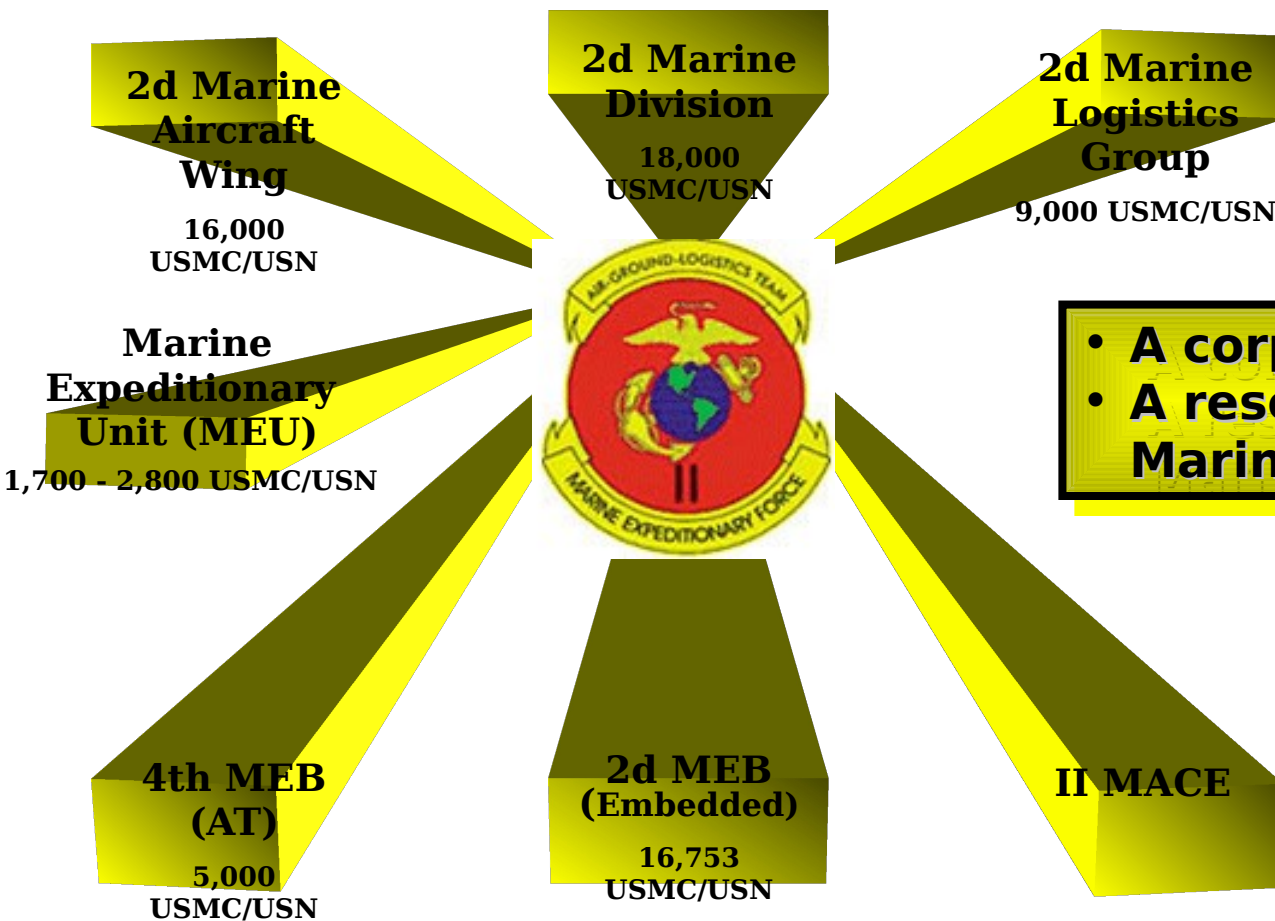 2d Marine
Aircraft
Wing
16,000
USMC/USN
2d Marine
Division
18,000
USMC/USN
2d Marine
Logistics
Group
9,000 USMC/USN
AIR-GROUND-LOGISTICS TEAM
II
MARINE EXPEDITIONARY FORCE
Marine
Expeditionary
Unit (MEU)
1,700 - 2,800 USMC/USN
• A
• A
4th MEB
(AT)
5,000
USMC/USN
2d MEB
(Embedded)
16,753
USMC/USN
II MACE